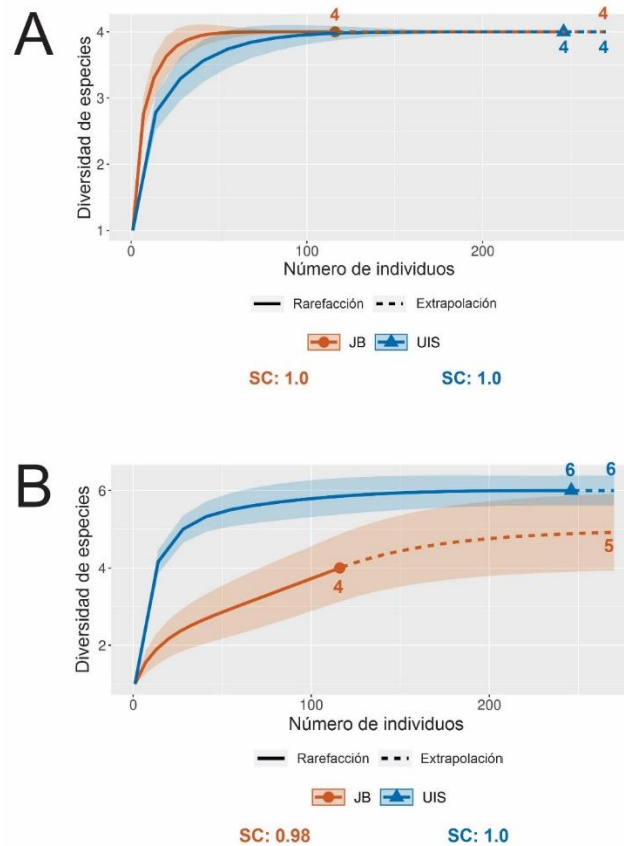 A
4
4
4
4 4
3
2
1
Diversidad de especies
0 100 200
Número de individuos
Rarefacción Extrapolación
JB UIS
SC: 1.0 SC: 1.0
B
6 6
6
5
4
4
2
Diversidad de especies
0 100 200
Número de individuos
Rarefacción Extrapolación
JB UIS
SC: 0.98 SC: 1.0